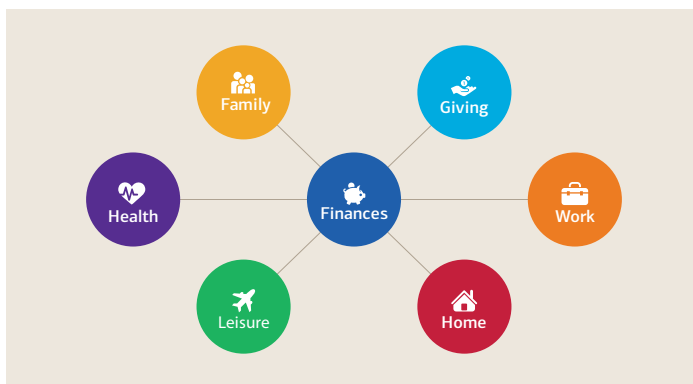 Family
Giving
Health
Finances
Work
Leisure
Home